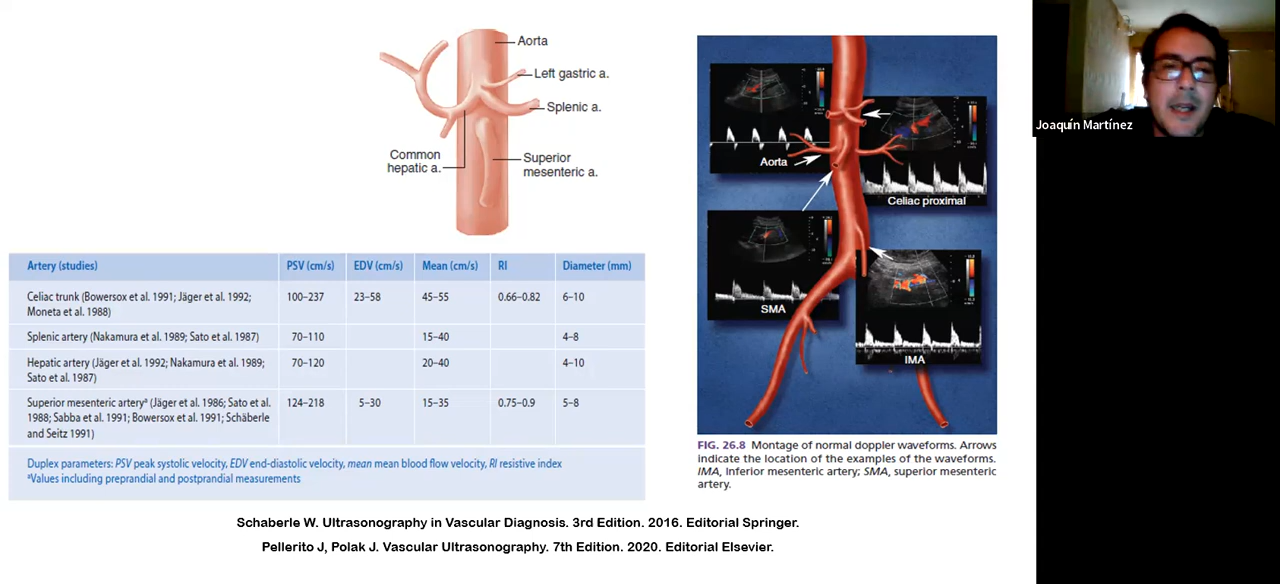 Aorta
Left gastric a.
Splenic a.
Common
hepatic a.
Superior
mesenteric a.
Artery (studies) PSV (cm/s) EDV (cm/s) Mean (cm/s) RI Diameter (mm)
Celiac trunk (Bowersox et al. 1991; Jäger et al. 1992; 100–237 23–58 45–55 0.66–0.82 6–10
Moneta et al. 1988)
Splenic artery (Nakamura et al. 1989; Sato et al. 1987) 70–110 15–40 4–8
Hepatic artery (Jäger et al. 1992; Nakamura et al. 1989; 70–120 20–40 4–10
Sato et al. 1987)
Superior mesenteric arteryᵃ (Jäger et al. 1986; Sato et al. 124–218 5–30 15–35 0.75–0.9 5–8
1988; Sabba et al. 1991; Bowersox et al. 1991; Schäberle
and Seitz 1991)
Duplex parameters: PSV peak systolic velocity, EDV end-diastolic velocity, mean mean blood flow velocity, RI resistive index
ᵃValues including preprandial and postprandial measurements
Aorta
Celiac proximal
SMA
IMA
FIG. 26.8 Montage of normal doppler waveforms. Arrows
indicate the location of the examples of the waveforms.
IMA, Inferior mesenteric artery; SMA, superior mesenteric
artery.
Schaberle W. Ultrasonography in Vascular Diagnosis. 3rd Edition. 2016. Editorial Springer.
Pellerito J, Polak J. Vascular Ultrasonography. 7th Edition. 2020. Editorial Elsevier.
Joaquín Martínez